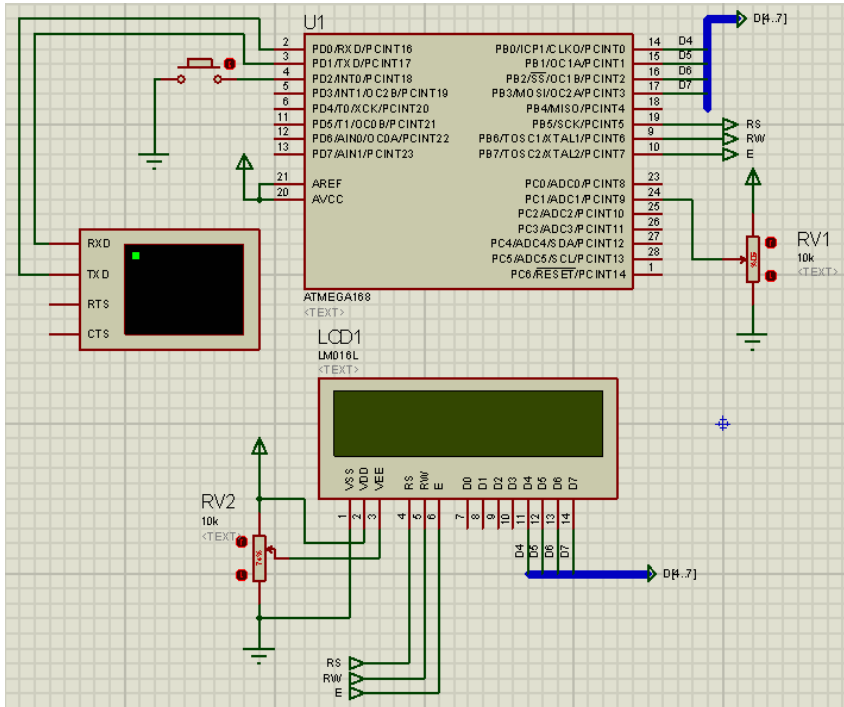 U1
2 PD0/RXD/PCINT16
3 PD1/TXD/PCINT17
4 PD2/INT0/PCINT18
5 PD3/INT1/OC2B/PCINT19
6 PD4/T0/XCK/PCINT20
11 PD5/T1/OC0B/PCINT21
12 PD6/AIN0/OC0A/PCINT22
13 PD7/AIN1/PCINT23
21 AREF
20 AVCC
PB0/ICP1/CLKO/PCINT0 14 D4
PB1/OC1A/PCINT1 15 D5
PB2/SS/OC1B/PCINT2 16 D6
PB3/MOSI/OC2A/PCINT3 17 D7
PB4/MISO/PCINT4 18
PB5/SCK/PCINT5 19 RS
PB6/TOSC1/XTAL1/PCINT6 9 RW
PB7/TOSC2/XTAL2/PCINT7 10 E
PC0/ADC0/PCINT8 23
PC1/ADC1/PCINT9 24
PC2/ADC2/PCINT10 25
PC3/ADC3/PCINT11 26
PC4/ADC4/SDA/PCINT12 27
PC5/ADC5/SCL/PCINT13 28
PC6/RESET/PCINT14 1
D[4..7]
ATMEGA168
<TEXT>
RV1
10k
<TEXT>
RXD
TXD
RTS
CTS
LCD1
LM016L
<TEXT>
VSS
VDD
VEE
RS
RW
E
D0
D1
D2
D3
D4
D5
D6
D7
1
2
3
4
5
6
7
8
9
10
11
12
13
14
D4
D5
D6
D7
D[4..7]
RV2
10k
<TEXT>
74%
RS
RW
E